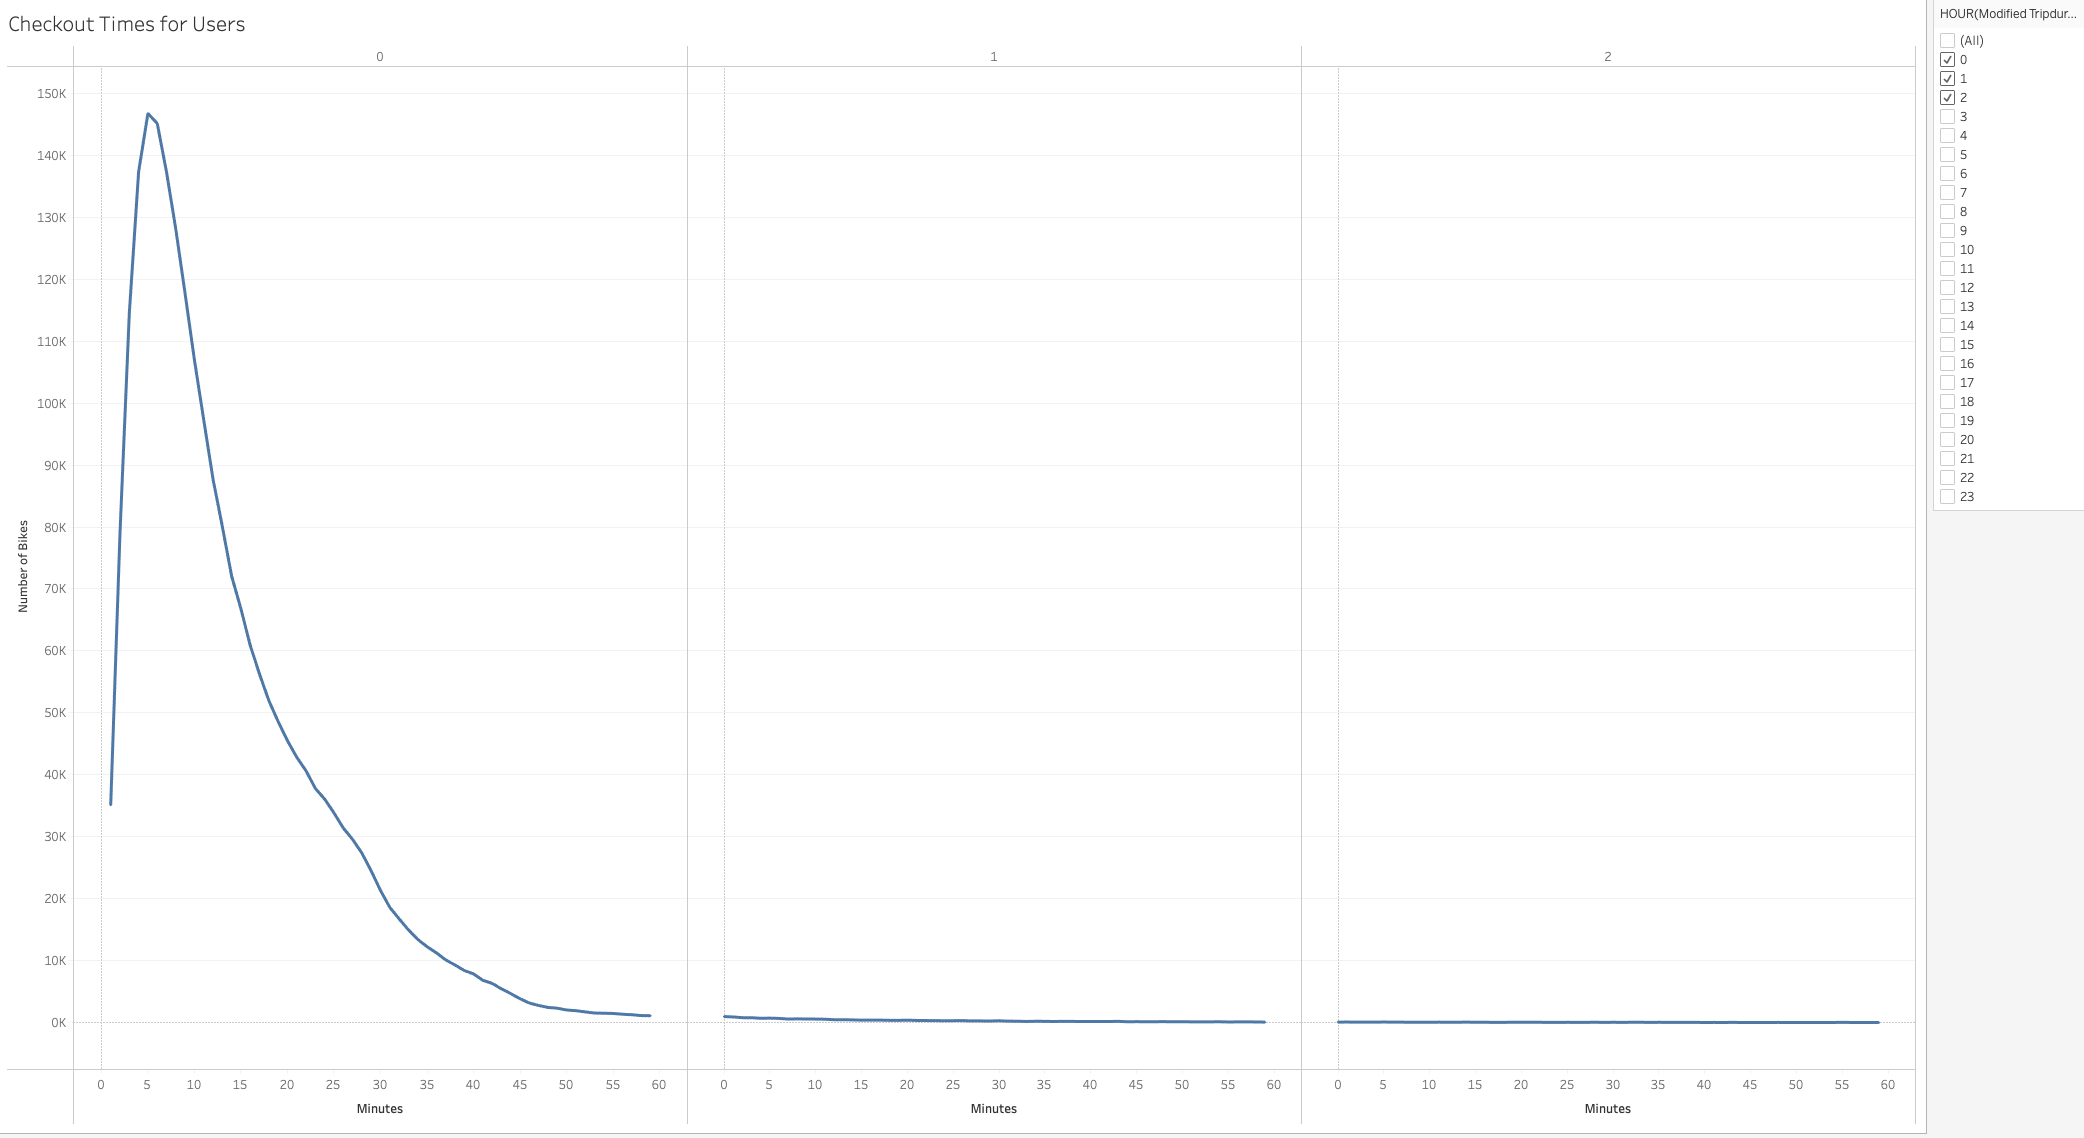 Checkout Times for Users
0 1 2
150K
140K
130K
120K
110K
100K
90K
80K
70K
60K
50K
40K
30K
20K
10K
0K
Number of Bikes
0 5 10 15 20 25 30 35 40 45 50 55 60 0 5 10 15 20 25 30 35 40 45 50 55 60 0 5 10 15 20 25 30 35 40 45 50 55 60
Minutes Minutes Minutes
HOUR(Modified Tripdur...
(All)
0
1
2
3
4
5
6
7
8
9
10
11
12
13
14
15
16
17
18
19
20
21
22
23